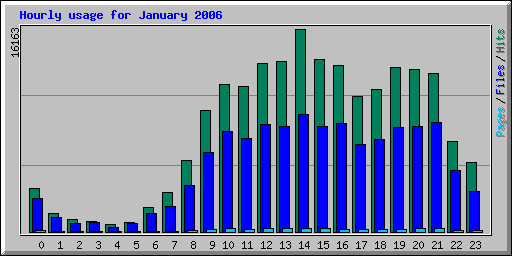 Hourly usage for January 2006
16163
Pages / Files / Hits
0 1 2 3 4 5 6 7 8 9 10 11 12 13 14 15 16 17 18 19 20 21 22 23